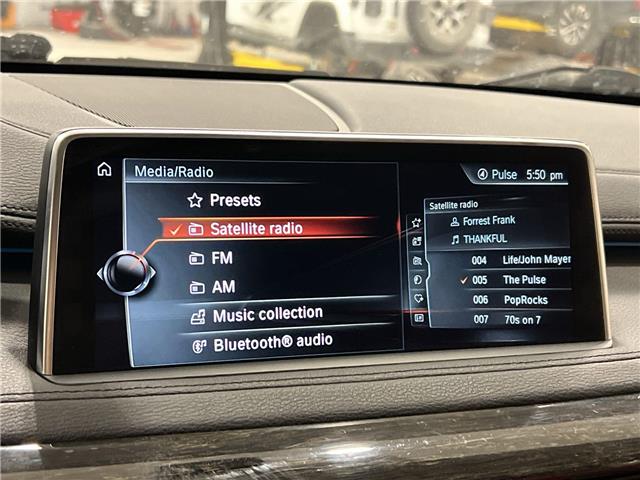 Media/Radio
④ Pulse 5:50 pm
Presets
Satellite radio
FM
AM
Music collection
Bluetooth® audio
Satellite radio
Forrest Frank
THANKFUL
004 Life/John Mayer
005 The Pulse
006 PopRocks
007 70s on 7